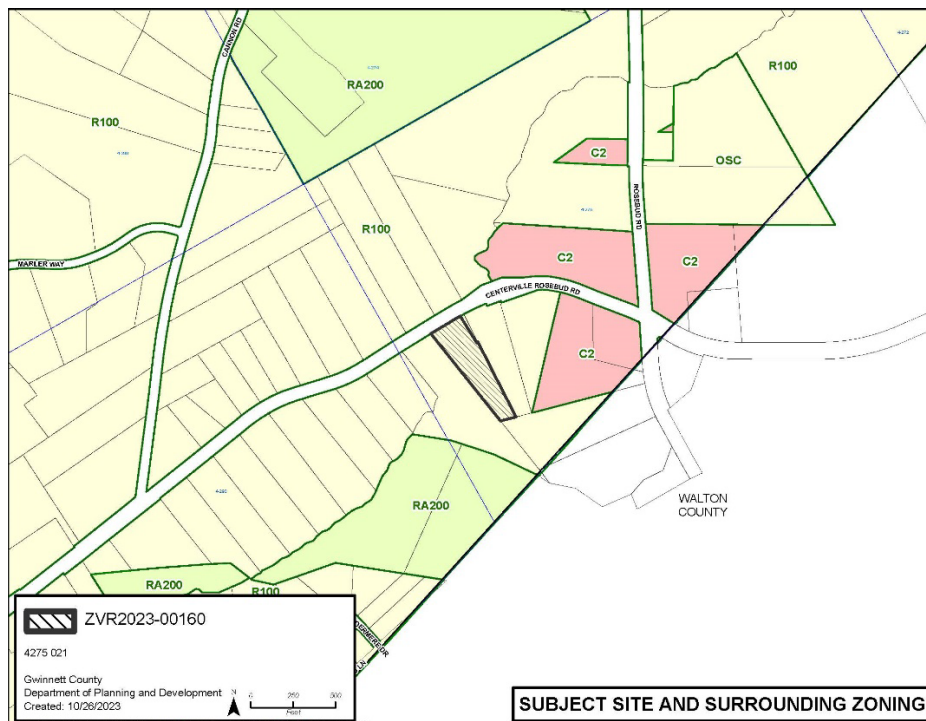 CANNON RD
RA200
R100
R100
C2
OSC
ROSEBUD RD
R100
MARLER WAY
C2
C2
CENTERVILLE ROSEBUD RD
C2
RA200
WALTON
COUNTY
RA200
R100
ZVR2023-00160
4275 021
Gwinnett County
Department of Planning and Development
Created: 10/26/2023
N
0 250 500
Feet
SUBJECT SITE AND SURROUNDING ZONING